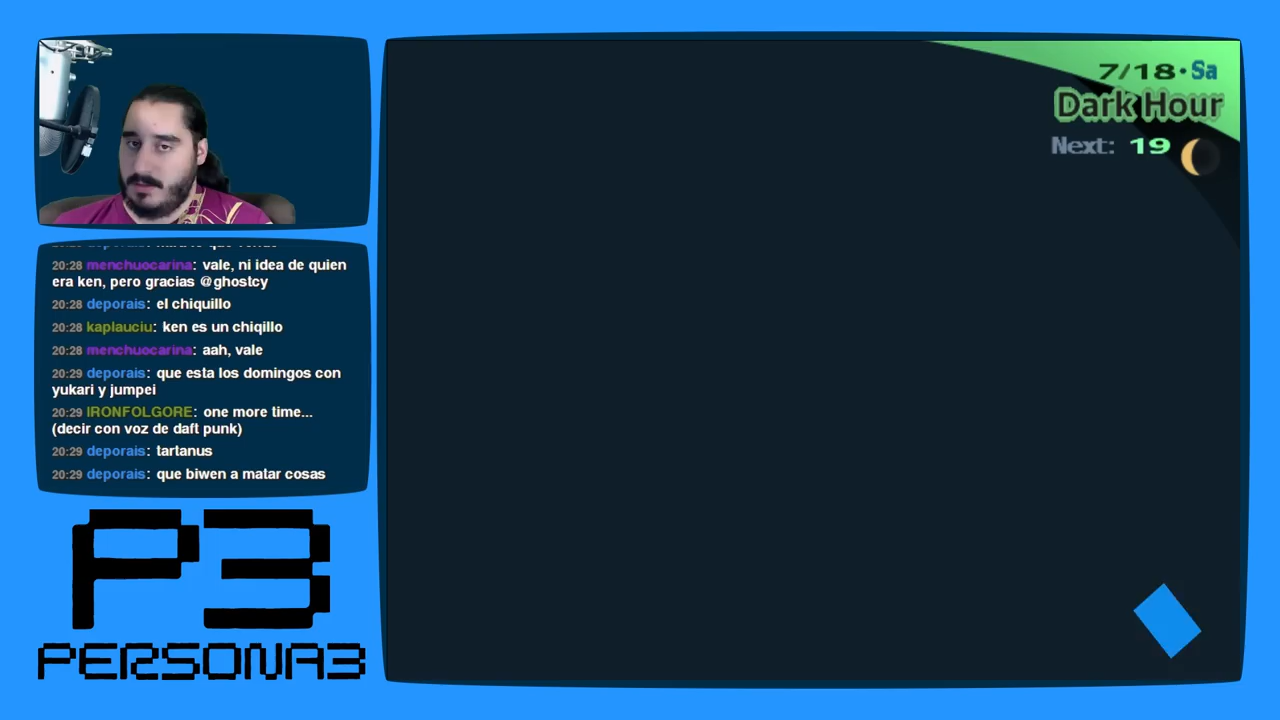 7/18•Sa
Dark Hour
Next: 19
20:28 menchuocarina: vale, ni idea de quien
era ken, pero gracias @ghostcy
20:28 deporais: el chiquillo
20:28 kaplauciu: ken es un chiqillo
20:28 menchuocarina: aah, vale
20:29 deporais: que esta los domingos con
yukari y jumpei
20:29 IRONFOLGORE: one more time...
(decir con voz de daft punk)
20:29 deporais: tartanus
20:29 deporais: que biwen a matar cosas
P3
PERSONA3